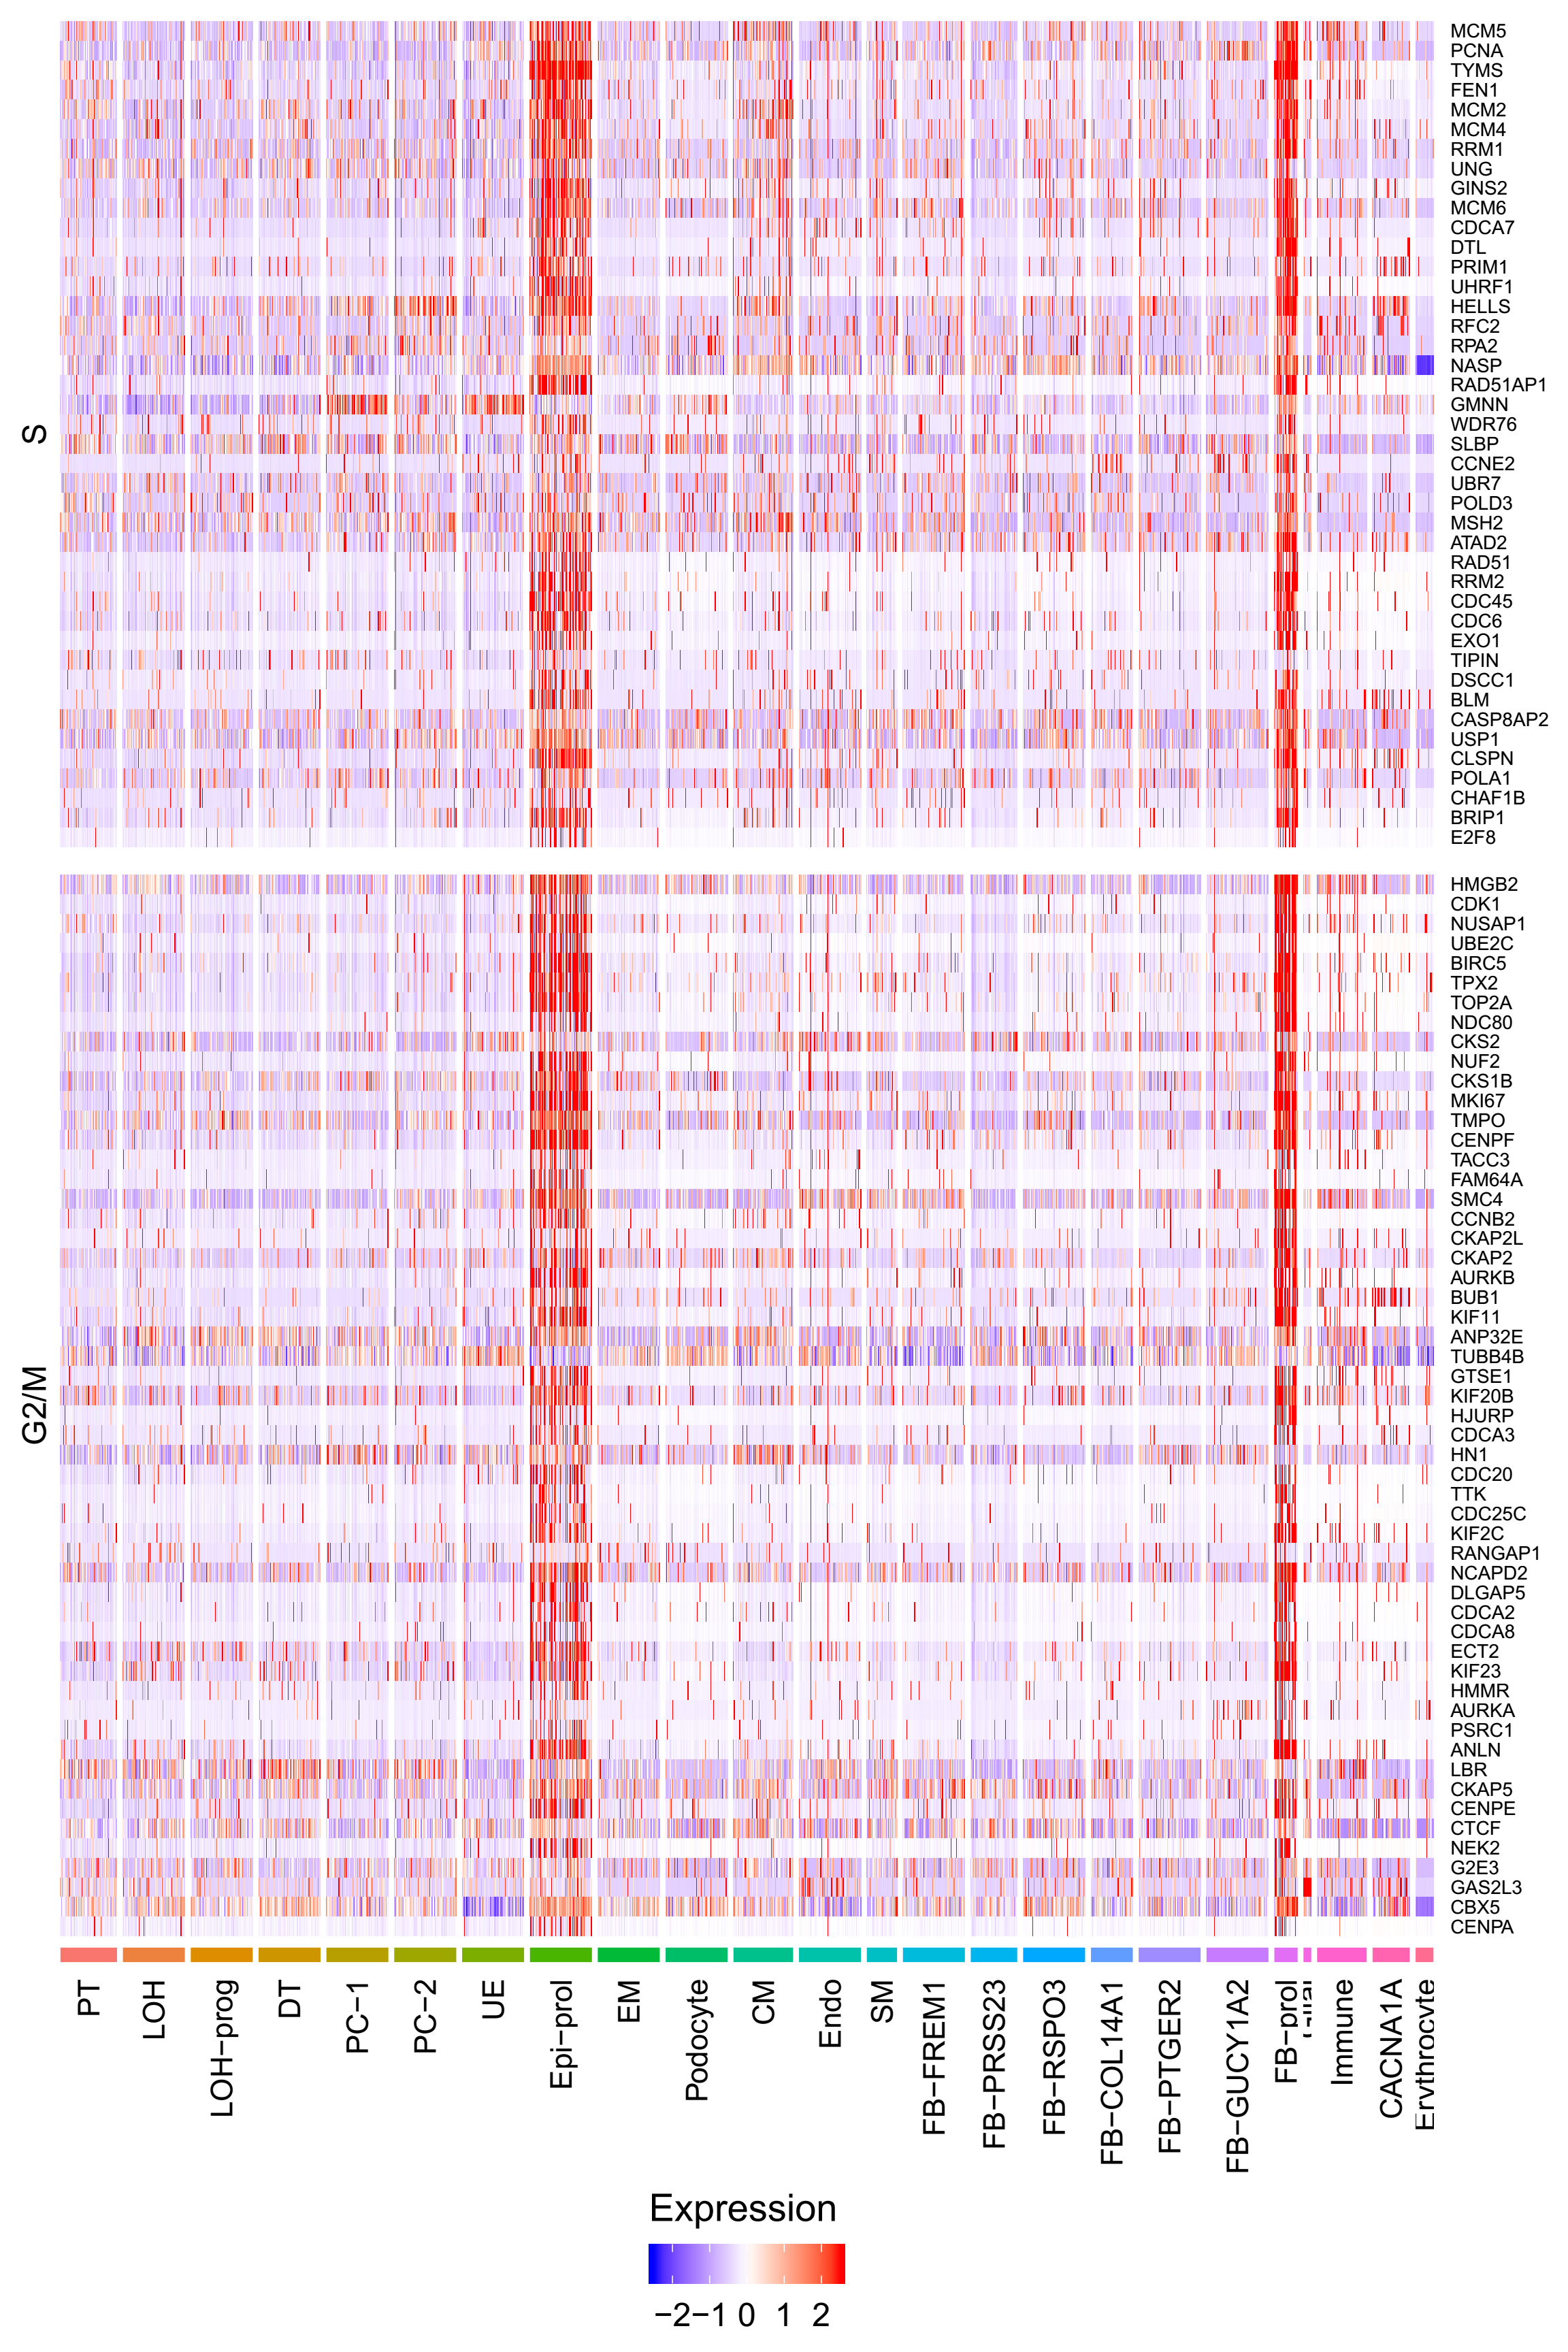 MCM5
PCNA
TYMS
FEN1
MCM2
MCM4
RRM1
UNG
GINS2
MCM6
CDCA7
DTL
PRIM1
UHRF1
HELLS
RFC2
RPA2
NASP
RAD51AP1
GMNN
WDR76
SLBP
CCNE2
UBR7
POLD3
MSH2
ATAD2
RAD51
RRM2
CDC45
CDC6
EXO1
TIPIN
DSCC1
BLM
CASP8AP2
USP1
CLSPN
POLA1
CHAF1B
BRIP1
E2F8
S
HMGB2
CDK1
NUSAP1
UBE2C
BIRC5
TPX2
TOP2A
NDC80
CKS2
NUF2
CKS1B
MKI67
TMPO
CENPF
TACC3
FAM64A
SMC4
CCNB2
CKAP2L
CKAP2
AURKB
BUB1
KIF11
ANP32E
TUBB4B
GTSE1
KIF20B
HJURP
CDCA3
HN1
CDC20
TTK
CDC25C
KIF2C
RANGAP1
NCAPD2
DLGAP5
CDCA2
CDCA8
ECT2
KIF23
HMMR
AURKA
PSRC1
ANLN
LBR
CKAP5
CENPE
CTCF
NEK2
G2E3
GAS2L3
CBX5
CENPA
G2/M
PT
LOH
LOH−prog
DT
PC−1
PC−2
UE
Epi−prol
EM
Podocyte
CM
Endo
SM
FB−FREM1
FB−PRSS23
FB−RSPO3
FB−COL14A1
FB−PTGER2
FB−GUCY1A2
FB−prol
Immune
CACNA1A
Erythrocyte
Expression
−2 −1 0 1 2